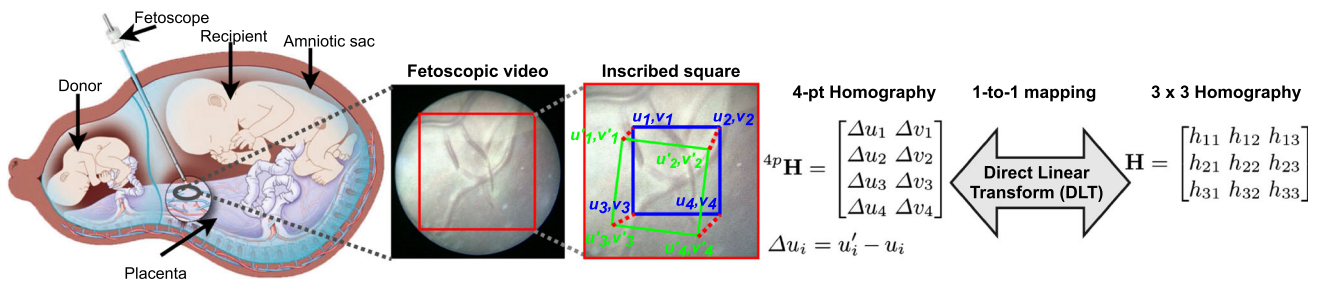 Fetoscope
Recipient
Amniotic sac
Donor
Placenta
Fetoscopic video
Inscribed square
u₁,v₁
u₂,v₂
u'₁,v'₁
u'₂,v'₂
u₃,v₃
u₄,v₄
u'₃,v'₃
u'₄,v'₄
4-pt Homography
⁴ᵖH = [Δu₁ Δv₁
Δu₂ Δv₂
Δu₃ Δv₃
Δu₄ Δv₄]
Δuᵢ = u′ᵢ − uᵢ
1-to-1 mapping
Direct Linear
Transform (DLT)
3 x 3 Homography
H = [h₁₁ h₁₂ h₁₃
h₂₁ h₂₂ h₂₃
h₃₁ h₃₂ h₃₃]